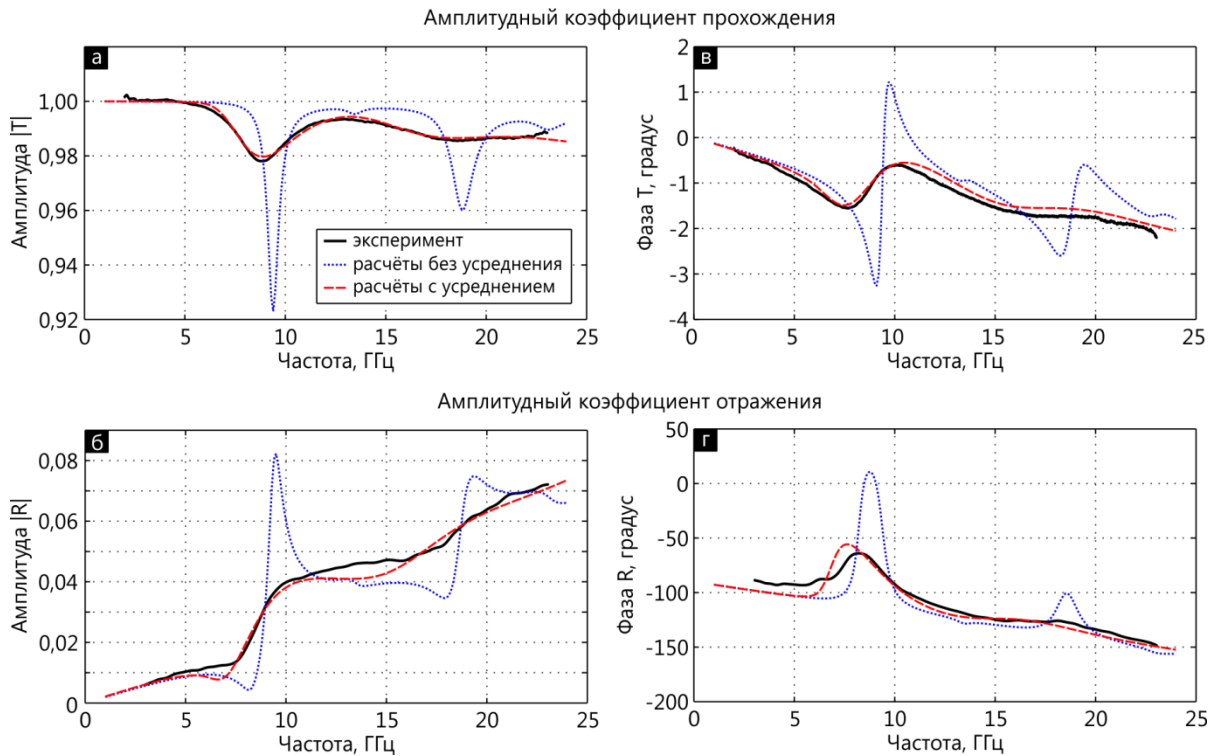 Амплитудный коэффициент прохождения
а
1.02
1.00
0.98
0.96
0.94
0,92
0
5
10
15
20
25
Амплитуда |T|
Частота, ГГц
эксперимент
расчёты без усреднения
расчёты с усреднением
в
2
1
0
-1
-2
-3
-4
0
5
10
15
20
25
Фаза T, градус
Частота, ГГц
Амплитудный коэффициент отражения
б
0,08
0,06
0,04
0,02
0
0
5
10
15
20
25
Амплитуда |R|
Частота, ГГц
г
50
0
-50
-100
-150
-200
0
5
10
15
20
25
Фаза R, градус
Частота, ГГц